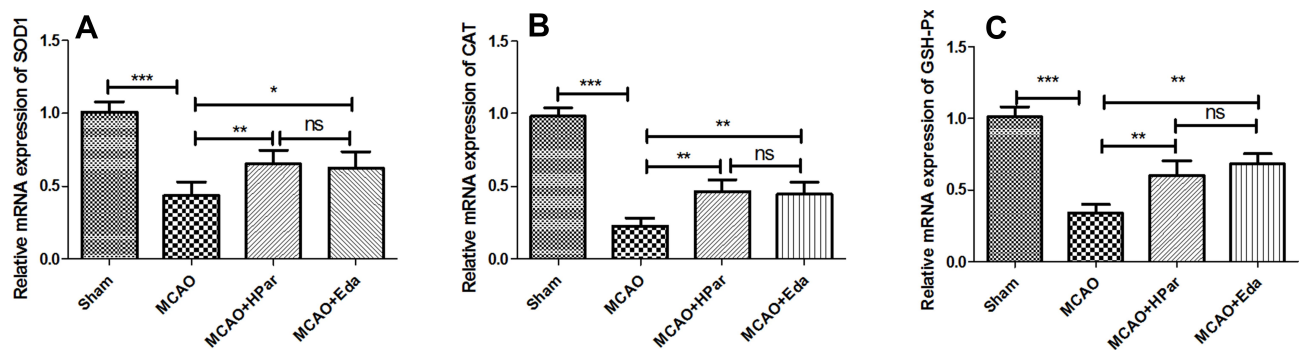 A
Relative mRNA expression of SOD1
1.5
1.0
0.5
0.0
***
*
**
ns
Sham
MCAO
MCAO+HPar
MCAO+Eda
B
Relative mRNA expression of CAT
1.5
1.0
0.5
0.0
***
**
**
ns
Sham
MCAO
MCAO+HPar
MCAO+Eda
C
Relative mRNA expression of GSH-Px
1.5
1.0
0.5
0.0
***
**
ns
**
Sham
MCAO
MCAO+HPar
MCAO+Eda